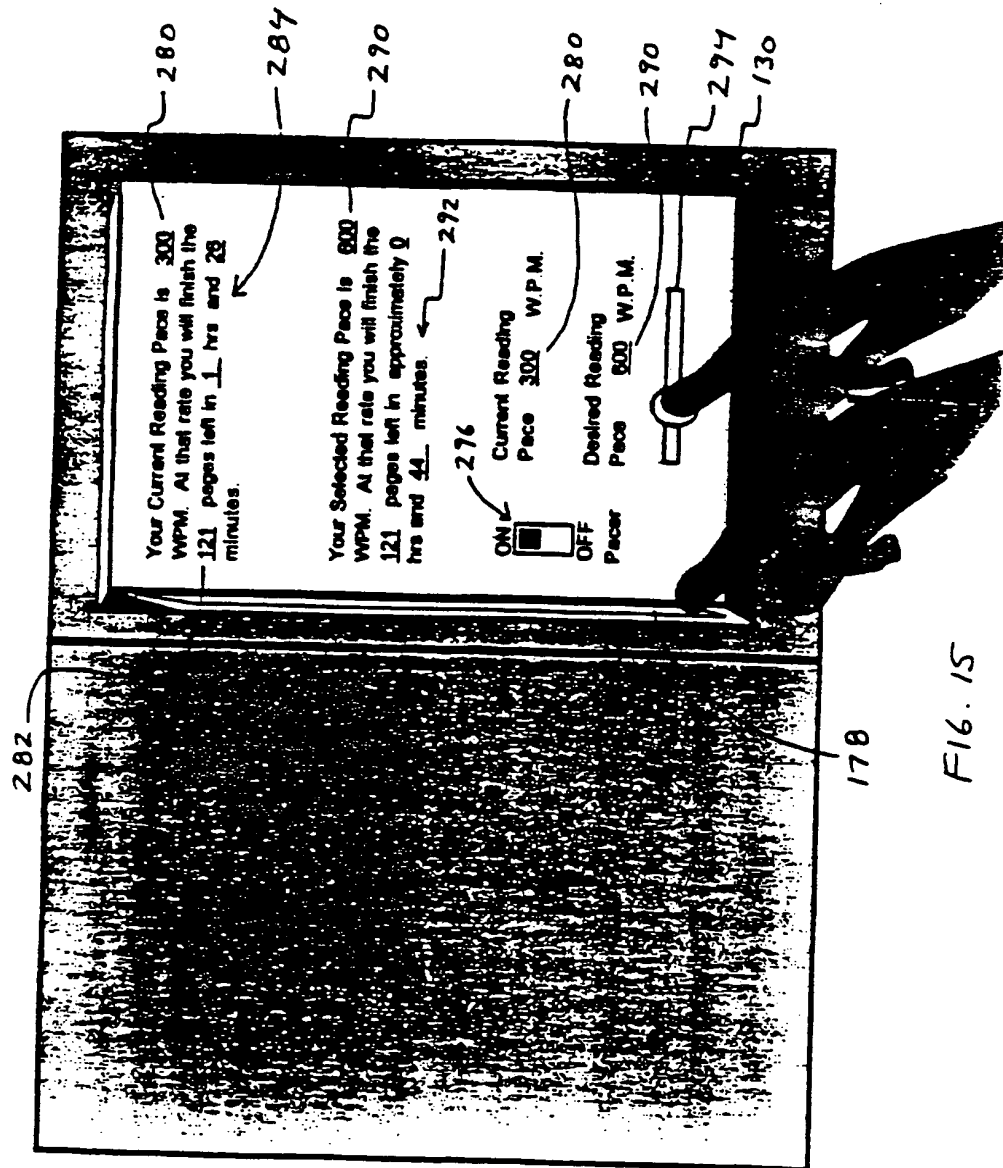 282
Your Current Reading Pace is 300
WPM. At that rate you will finish the
121 pages left in 1 hrs and 28
minutes.
280
284
Your Selected Reading Pace is 600
WPM. At that rate you will finish the
121 pages left in approximately 0
hrs and 44 minutes.
290
292
296
ON
OFF
Pacer
Current Reading
Pace 300 W.P.M.
280
Desired Reading
Pace 600 W.P.M.
290
294
130
178
FIG. 15